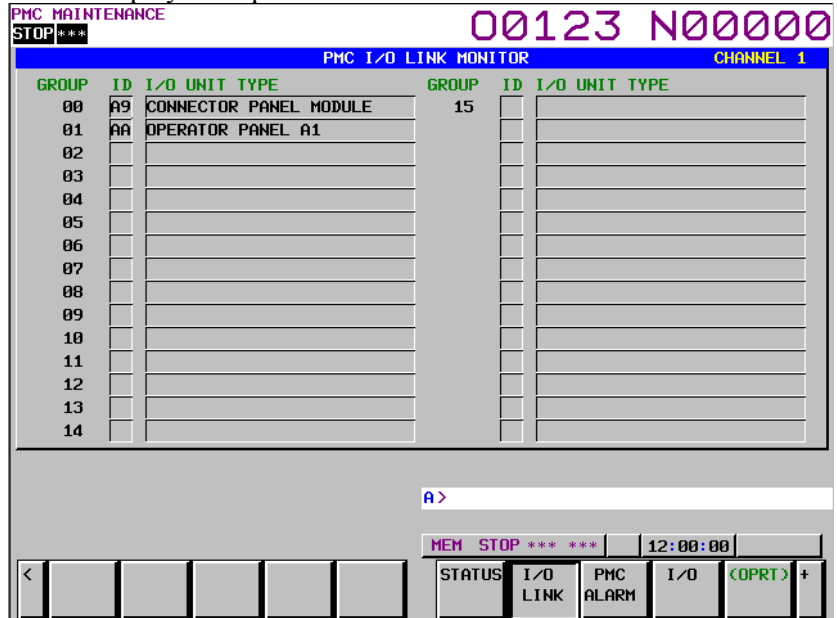 PMC MAINTENANCE
STOP *** O0123 N00000
PMC I/O LINK MONITOR CHANNEL 1
GROUP ID I/O UNIT TYPE GROUP ID I/O UNIT TYPE
00 A9 CONNECTOR PANEL MODULE 15
01 AA OPERATOR PANEL A1
02
03
04
05
06
07
08
09
10
11
12
13
14
A>
MEM STOP *** *** 12:00:00
< STATUS I/O LINK PMC ALARM I/O (OPRT) +